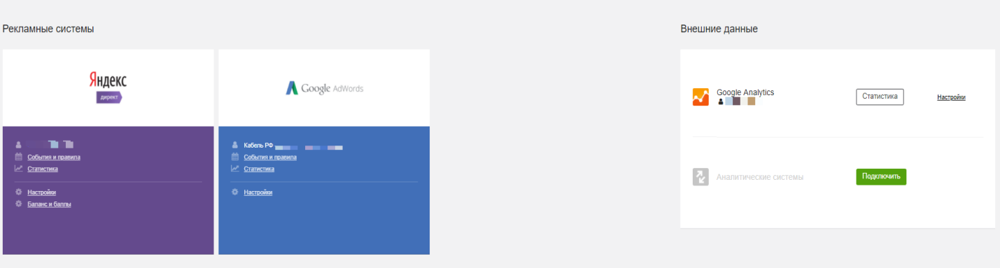 Рекламные системы
Яндекс
директ
События и правила
Статистика
Настройки
Баланс и баллы
Google AdWords
Кабель РФ
События и правила
Статистика
Настройки
Внешние данные
Google Analytics
Статистика
Настройки
Аналитические системы
Подключить